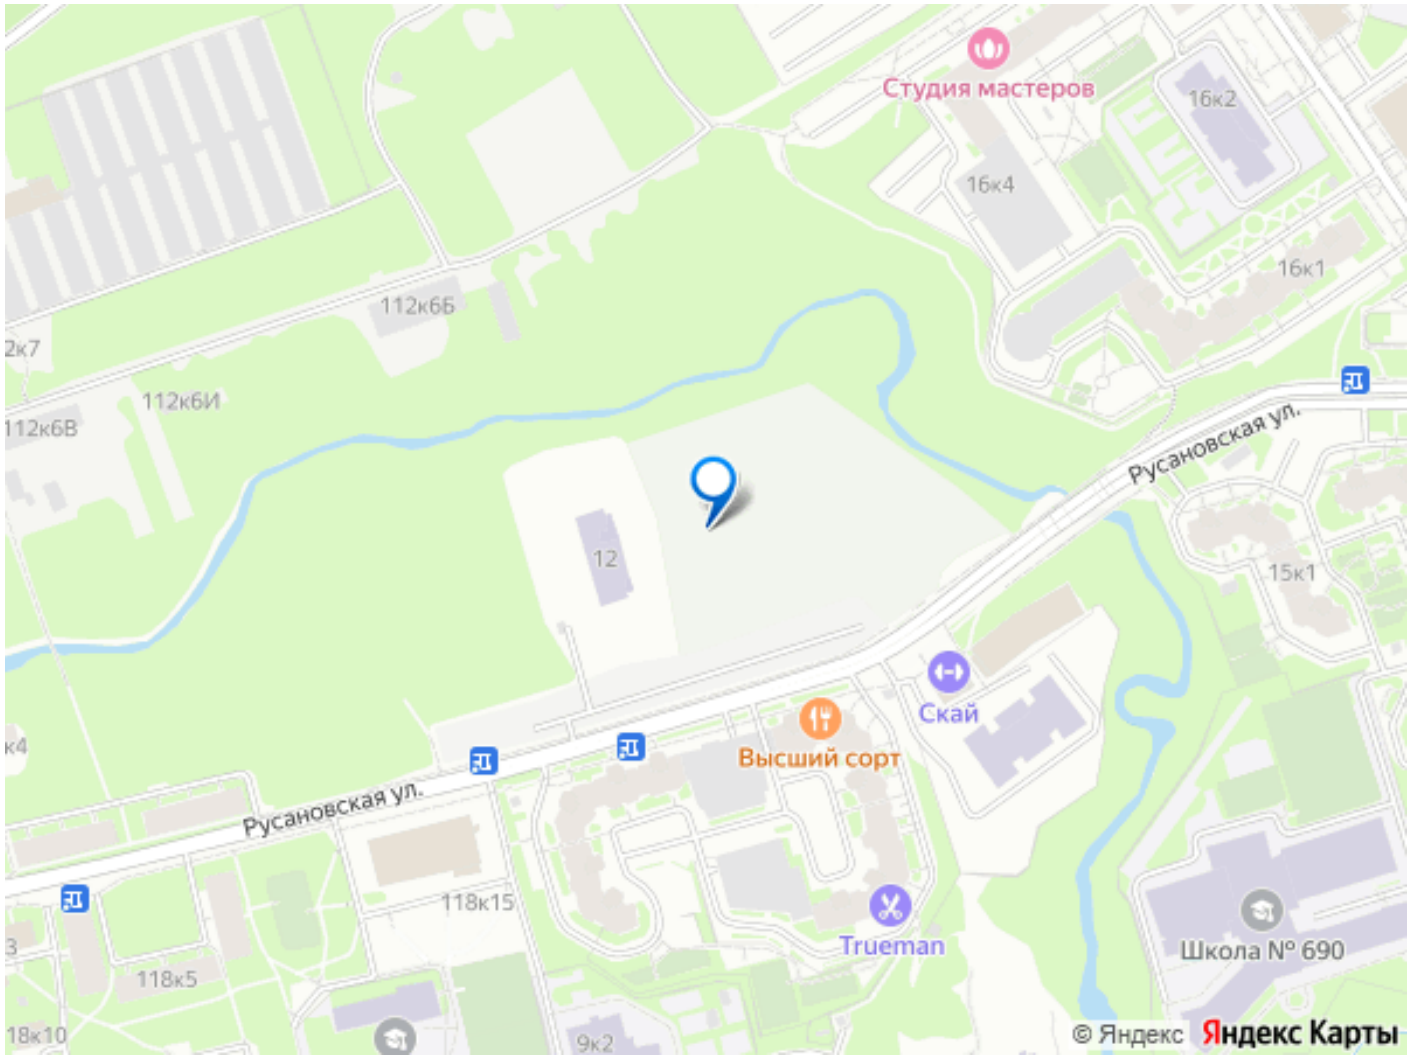 Студия мастеров
16к2
16к4
16к1
112к6Б
2к7
112к6И
112к6В
Русановская ул.
12
15к1
Скай
Высший сорт
к4
Русановская ул.
118к15
Trueman
Школа № 690
3
118к5
18к10
9к2
© Яндекс Яндекс Карты